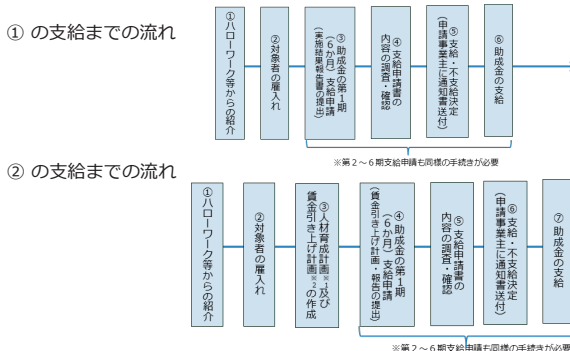 ① の支給までの流れ
①ハローワーク等からの紹介
②対象者の雇入れ
③助成金の第1期
(6か月)支給申請
(実施結果報告書の提出)
④支給申請書の
内容の調査・確認
⑤支給・不支給決定
(申請事業主に通知書送付)
⑥助成金の支給
※第2～6期支給申請も同様の手続きが必要
② の支給までの流れ
①ハローワーク等からの紹介
②対象者の雇入れ
③人材育成計画※1及び
賃金引き上げ計画※2の作成
④助成金の第1期
(6か月)支給申請
(賃金引き上げ計画・報告の提出)
⑤支給申請書の
内容の調査・確認
⑥支給・不支給決定
(申請事業主に通知書送付)
⑦助成金の支給
※第2～6期支給申請も同様の手続きが必要